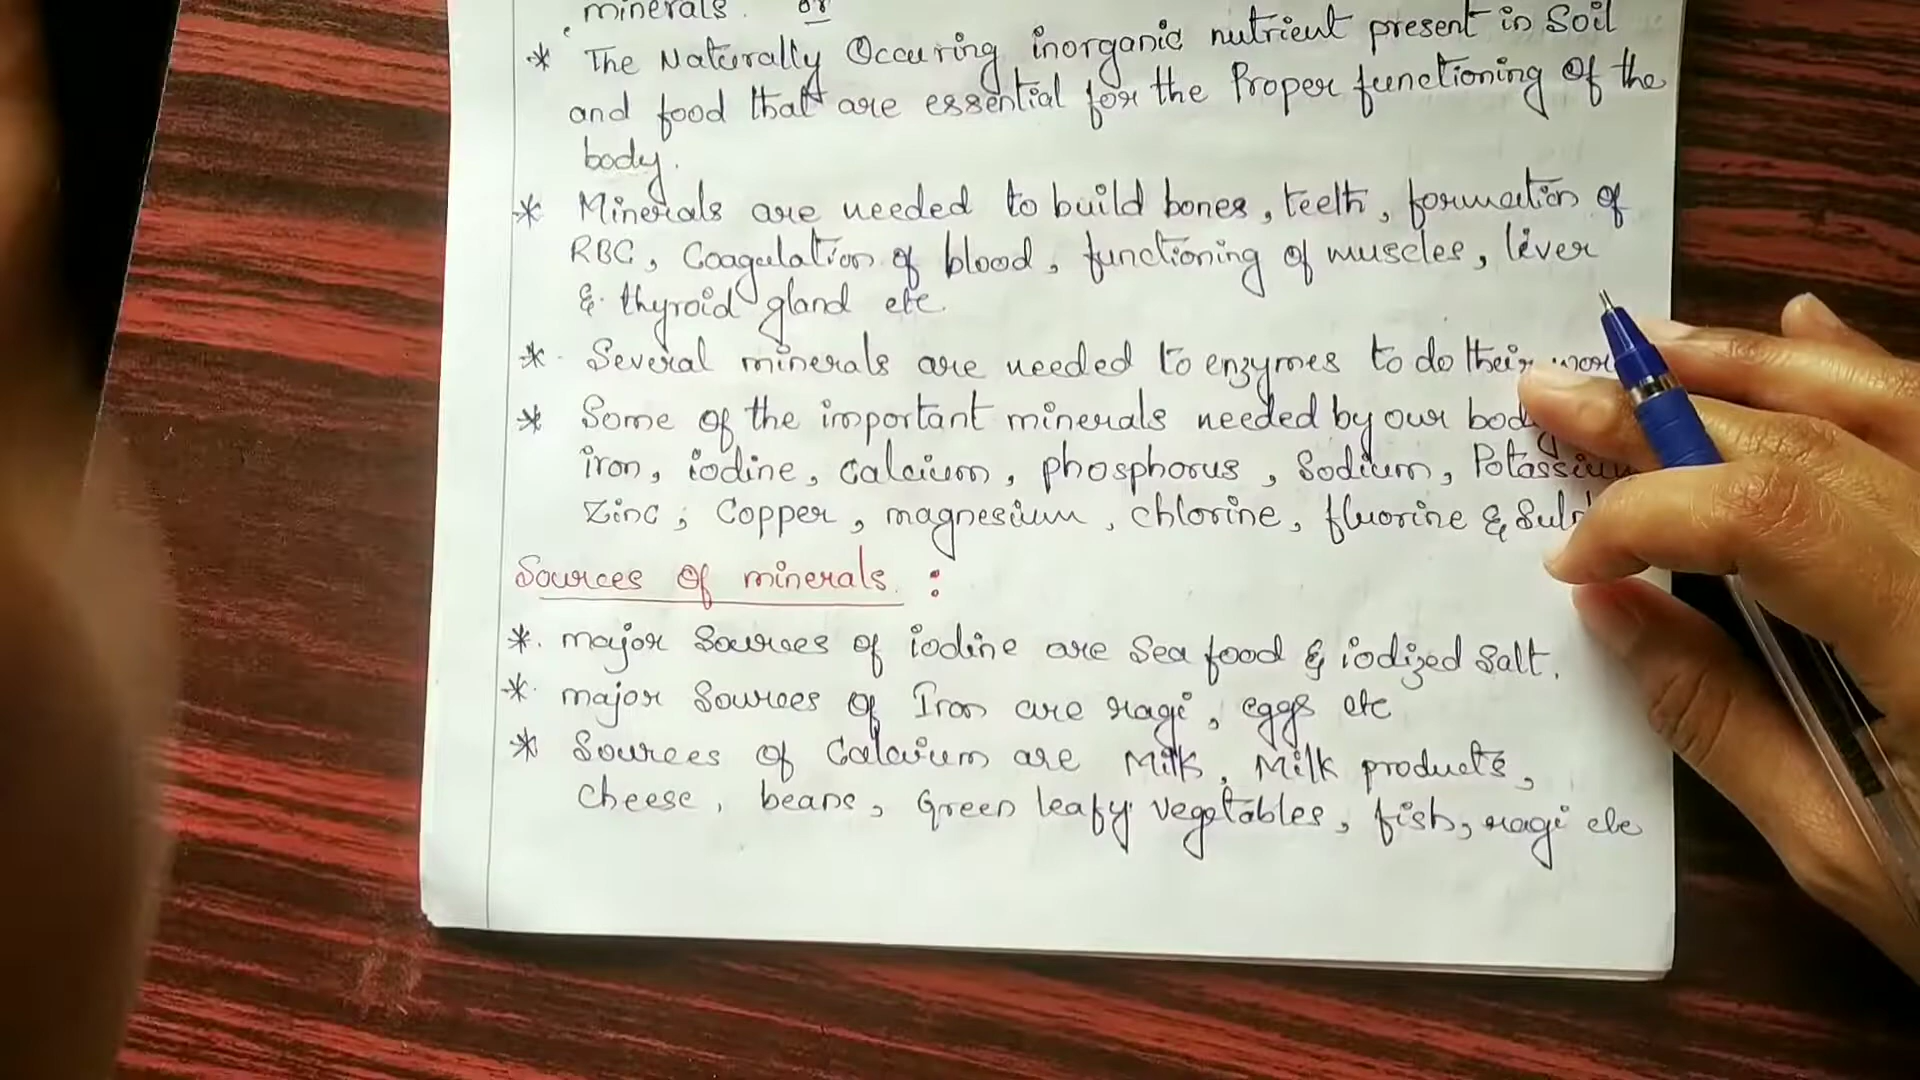 minerals. or
* The Naturally Occuring inorganic nutrient present in Soil
and food that are essential for the Proper functioning Of the
body.
* Minerals are needed to build bones, teeth, formation of
RBC, Coagulation of blood, functioning of muscles, liver
& thyroid gland etc.
* Several minerals are needed to enzymes to do their
* Some of the important minerals needed by our
iron, iodine, calcium, phosphorus, Sodium, Potassium
Zinc, Copper, magnesium, chlorine, fluorine &
Sources Of minerals :
* major Sources of iodine are Sea food & iodized Salt.
* major Sources of Iron are ragi, eggs etc
* Sources of Calcium are Milk, Milk products,
cheese, beans, Green leafy vegetables, fish, ragi etc